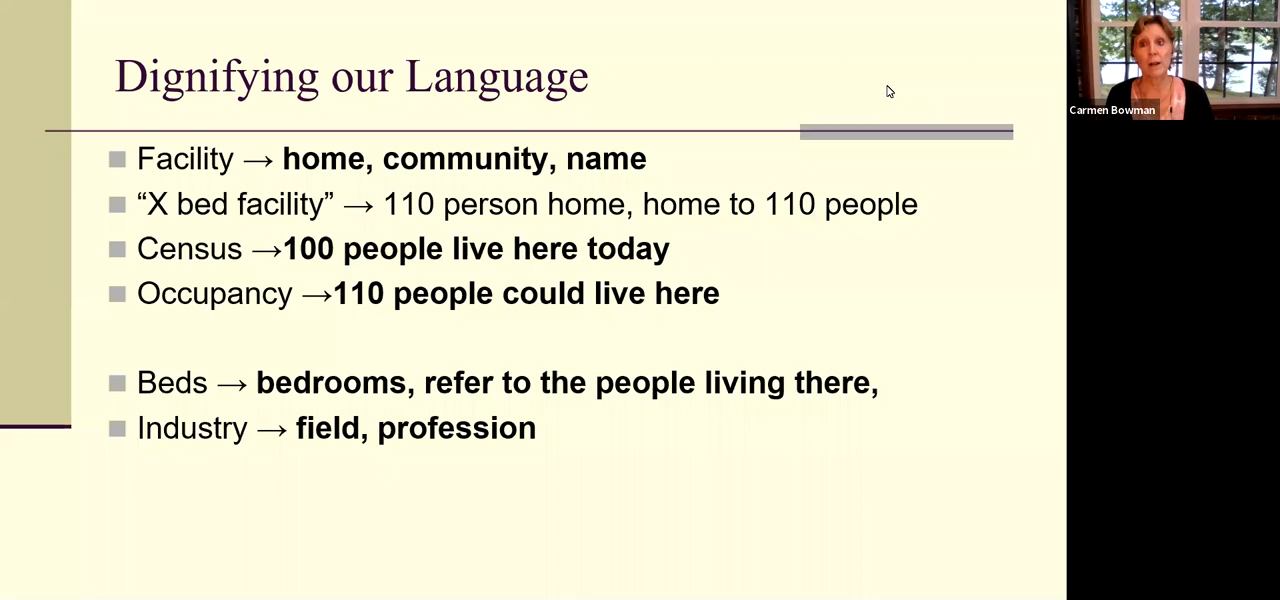 Dignifying our Language
Facility → home, community, name
“X bed facility” → 110 person home, home to 110 people
Census →100 people live here today
Occupancy →110 people could live here
Beds → bedrooms, refer to the people living there,
Industry → field, profession
Carmen Bowman